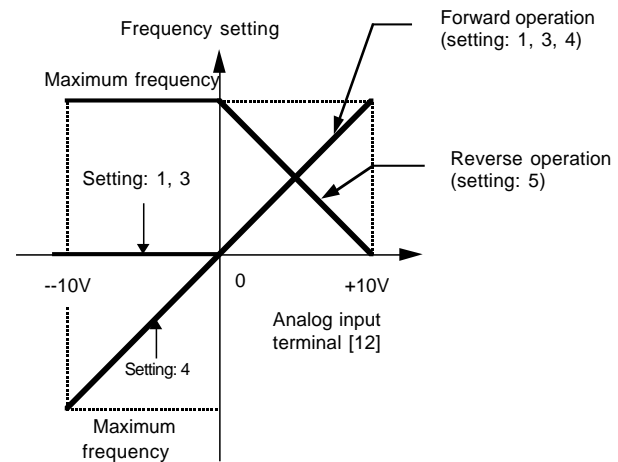 Forward operation
(setting: 1, 3, 4)
Frequency setting
Maximum frequency
Reverse operation
(setting: 5)
Setting: 1, 3
--10V
0
+10V
Analog input
terminal [12]
Setting: 4
Maximum
frequency